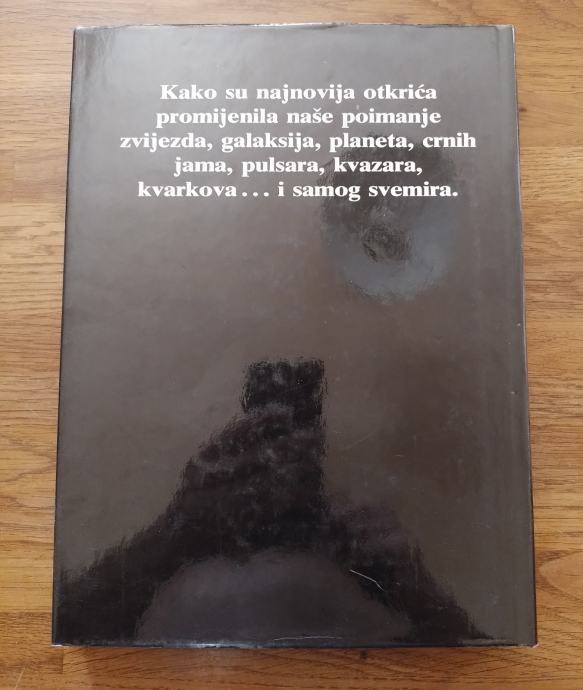 Kako su najnovija otkrića
promijenila naše poimanje
zvijezda, galaksija, planeta, crnih
jama, pulsara, kvazara,
kvarkova... i samog svemira.